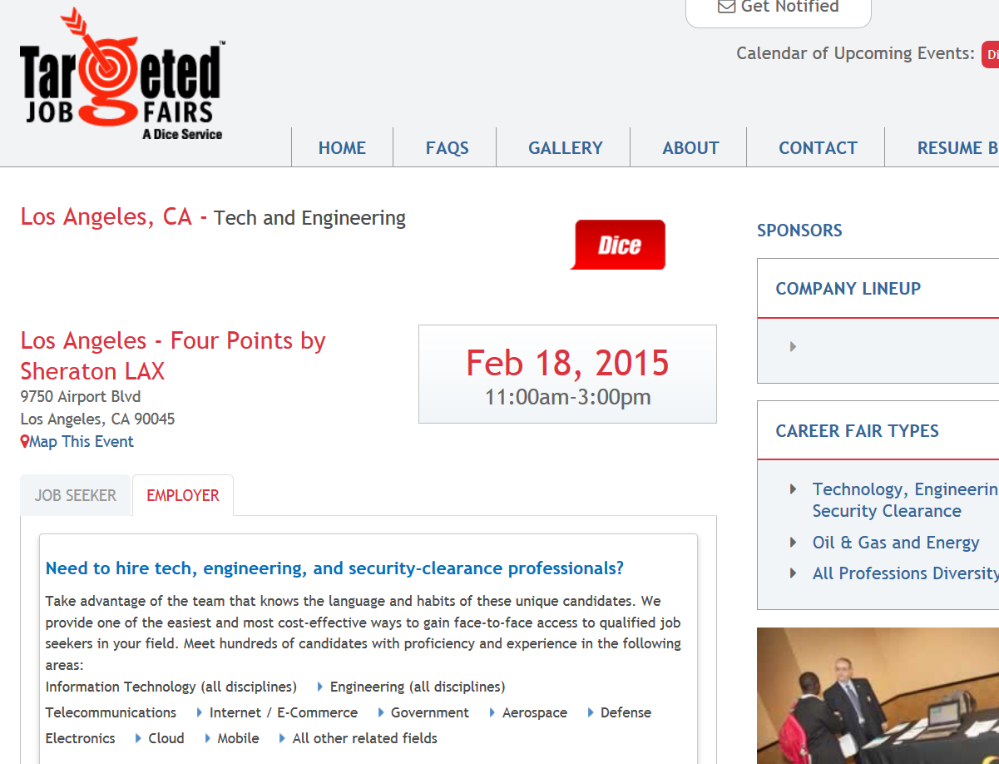 Get Notified
Targeted™
JOB FAIRS
A Dice Service
Calendar of Upcoming Events:
HOME
FAQS
GALLERY
ABOUT
CONTACT
RESUME B
Los Angeles, CA - Tech and Engineering
Dice
Los Angeles - Four Points by
Sheraton LAX
9750 Airport Blvd
Los Angeles, CA 90045
Map This Event
Feb 18, 2015
11:00am-3:00pm
JOB SEEKER
EMPLOYER
Need to hire tech, engineering, and security-clearance professionals?
Take advantage of the team that knows the language and habits of these unique candidates. We
provide one of the easiest and most cost-effective ways to gain face-to-face access to qualified job
seekers in your field. Meet hundreds of candidates with proficiency and experience in the following
areas:
Information Technology (all disciplines) Engineering (all disciplines)
Telecommunications Internet / E-Commerce Government Aerospace Defense
Electronics Cloud Mobile All other related fields
SPONSORS
COMPANY LINEUP
CAREER FAIR TYPES
Technology, Engineerin
Security Clearance
Oil & Gas and Energy
All Professions Diversity